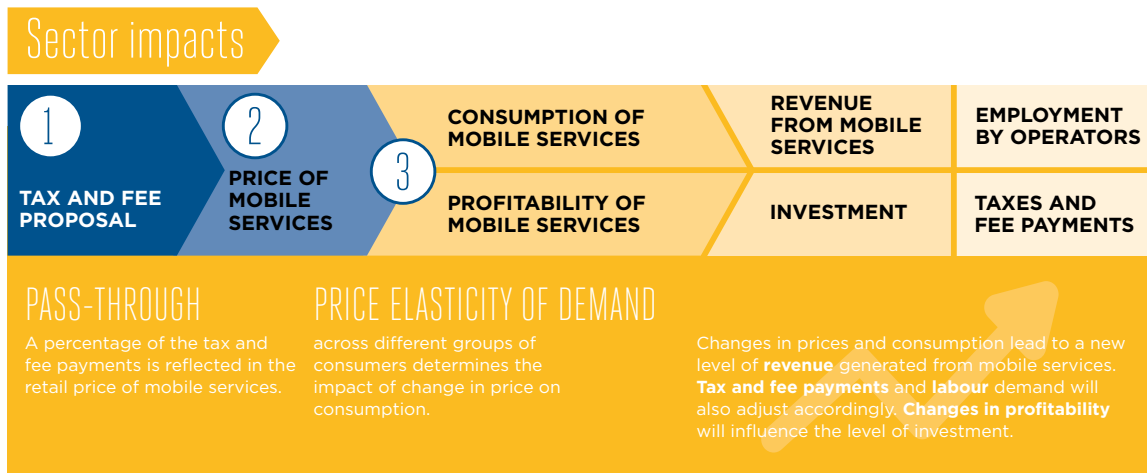 Sector impacts
1
TAX AND FEE
PROPOSAL
2
PRICE OF
MOBILE
SERVICES
3
CONSUMPTION OF
MOBILE SERVICES
PROFITABILITY OF
MOBILE SERVICES
REVENUE
FROM MOBILE
SERVICES
INVESTMENT
EMPLOYMENT
BY OPERATORS
TAXES AND
FEE PAYMENTS
PASS-THROUGH
A percentage of the tax and
fee payments is reflected in the
retail price of mobile services.
PRICE ELASTICITY OF DEMAND
across different groups of
consumers determines the
impact of change in price on
consumption.
Changes in prices and consumption lead to a new
level of revenue generated from mobile services.
Tax and fee payments and labour demand will
also adjust accordingly. Changes in profitability
will influence the level of investment.